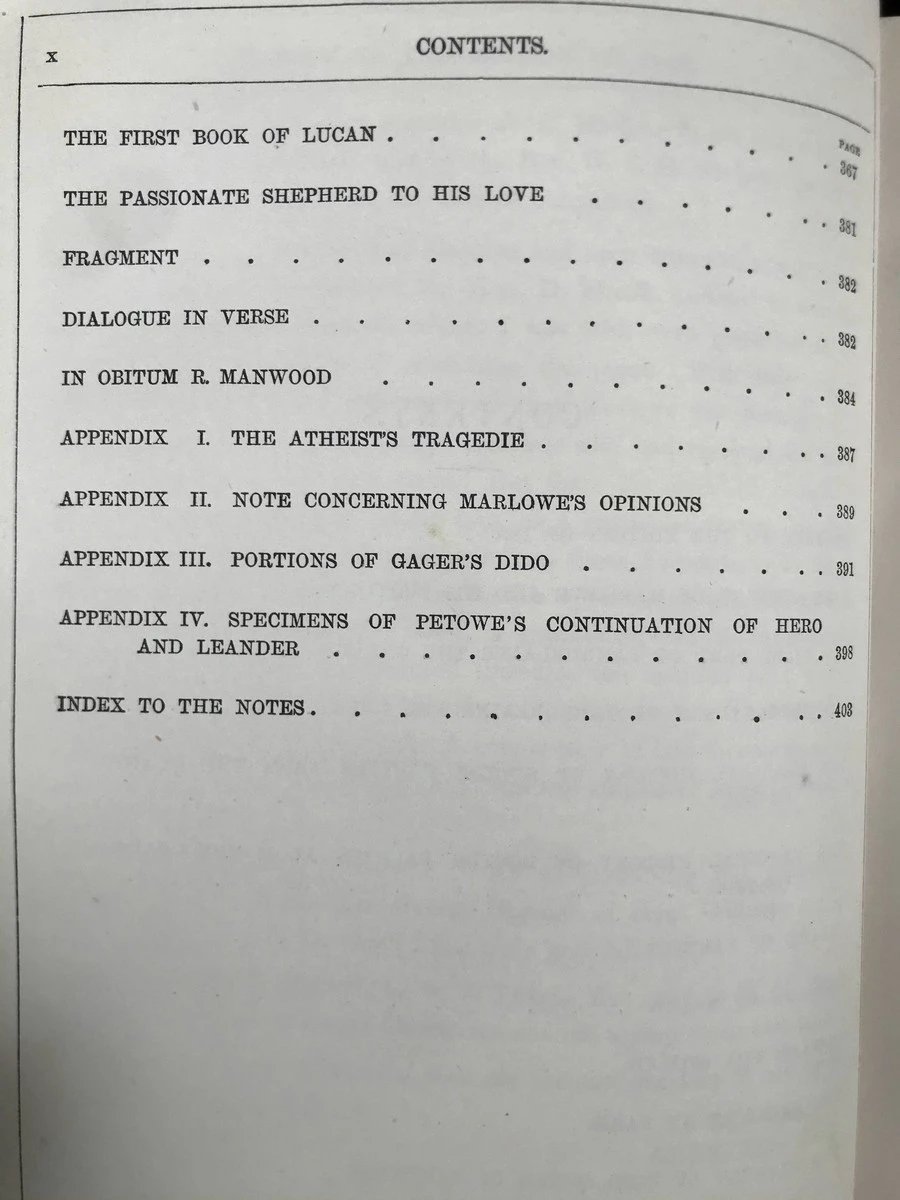 x CONTENTS.
PAGE
THE FIRST BOOK OF LUCAN . . . . . . . . . . 367
THE PASSIONATE SHEPHERD TO HIS LOVE . . . . . . . 381
FRAGMENT . . . . . . . . . . . . . . . 382
DIALOGUE IN VERSE . . . . . . . . . . . . . 382
IN OBITUM R. MANWOOD . . . . . . . . . . . 384
APPENDIX I. THE ATHEIST'S TRAGEDIE . . . . . . . . 387
APPENDIX II. NOTE CONCERNING MARLOWE'S OPINIONS . . . 389
APPENDIX III. PORTIONS OF GAGER'S DIDO . . . . . . . 391
APPENDIX IV. SPECIMENS OF PETOWE'S CONTINUATION OF HERO
AND LEANDER . . . . . . . . . . . . 398
INDEX TO THE NOTES . . . . . . . . . . . . . 403